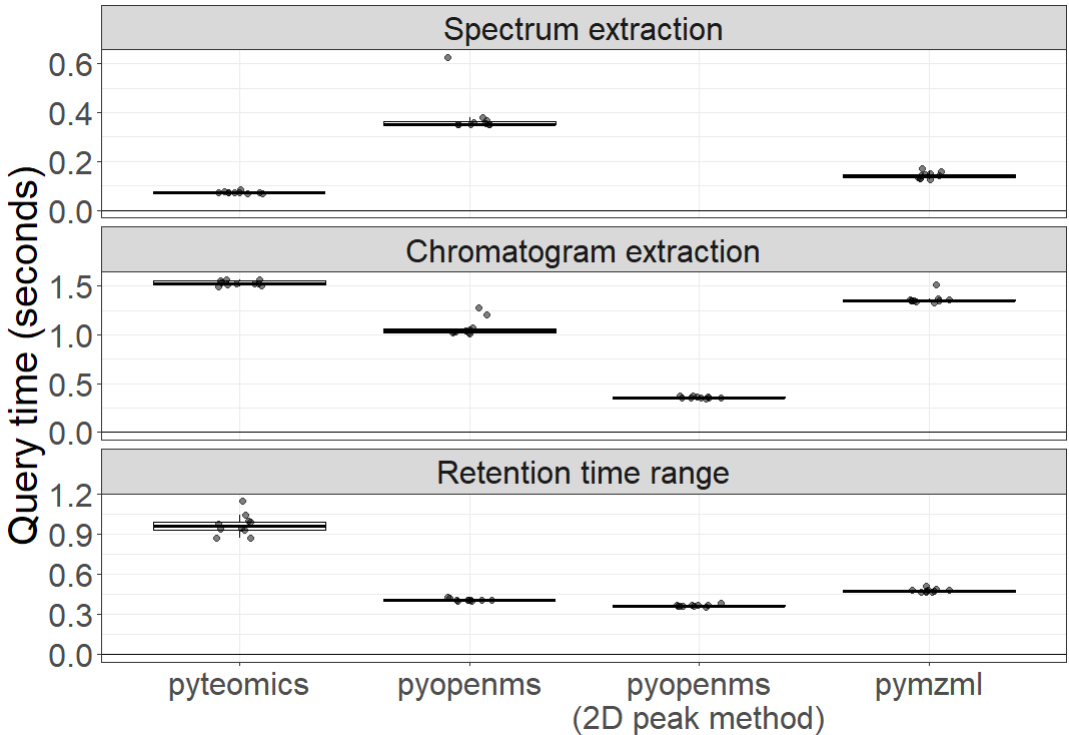 Query time (seconds)
Spectrum extraction
0.6
0.4
0.2
0.0
Chromatogram extraction
1.5
1.0
0.5
0.0
Retention time range
1.2
0.9
0.6
0.3
0.0
pyteomics
pyopenms
pyopenms
(2D peak method)
pymzml